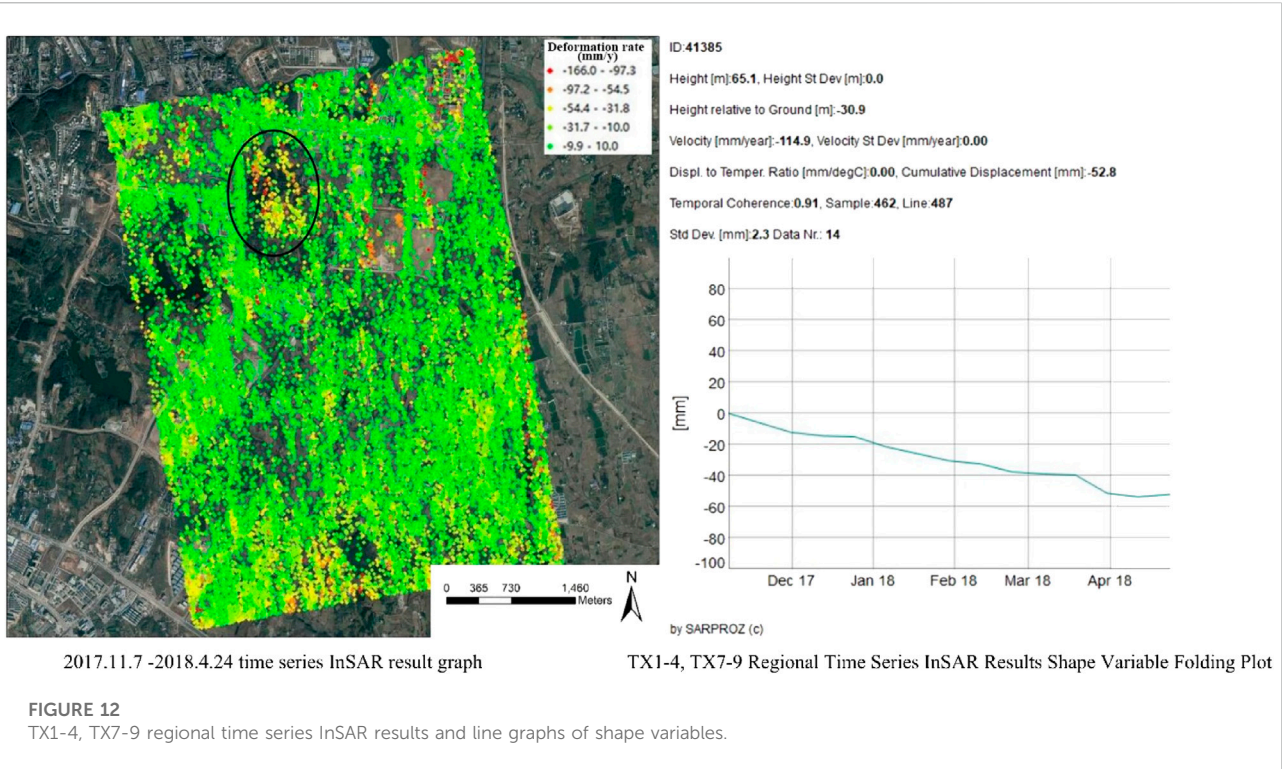 Deformation rate
(mm/y)
-166.0 - -97.3
-97.2 - -54.5
-54.4 - -31.8
-31.7 - -10.0
-9.9 - 10.0
0 365 730 1,460
Meters
N
2017.11.7 -2018.4.24 time series InSAR result graph
ID:41385
Height [m]:65.1, Height St Dev [m]:0.0
Height relative to Ground [m]:-30.9
Velocity [mm/year]:-114.9, Velocity St Dev [mm/year]:0.00
Displ. to Temper. Ratio [mm/degC]:0.00, Cumulative Displacement [mm]:-52.8
Temporal Coherence:0.91, Sample:462, Line:487
Std Dev. [mm]:2.3 Data Nr.: 14
80
60
40
20
0
-20
-40
-60
-80
-100
[mm]
Dec 17 Jan 18 Feb 18 Mar 18 Apr 18
by SARPROZ (c)
TX1-4, TX7-9 Regional Time Series InSAR Results Shape Variable Folding Plot
FIGURE 12
TX1-4, TX7-9 regional time series InSAR results and line graphs of shape variables.